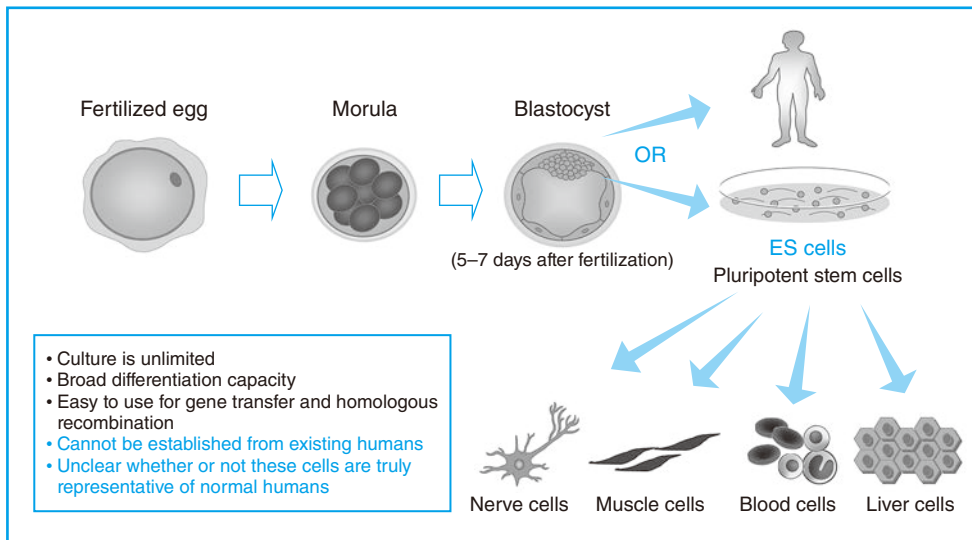 Fertilized egg
Morula
Blastocyst
OR
(5–7 days after fertilization)
ES cells
Pluripotent stem cells
• Culture is unlimited
• Broad differentiation capacity
• Easy to use for gene transfer and homologous
recombination
• Cannot be established from existing humans
• Unclear whether or not these cells are truly
representative of normal humans
Nerve cells
Muscle cells
Blood cells
Liver cells